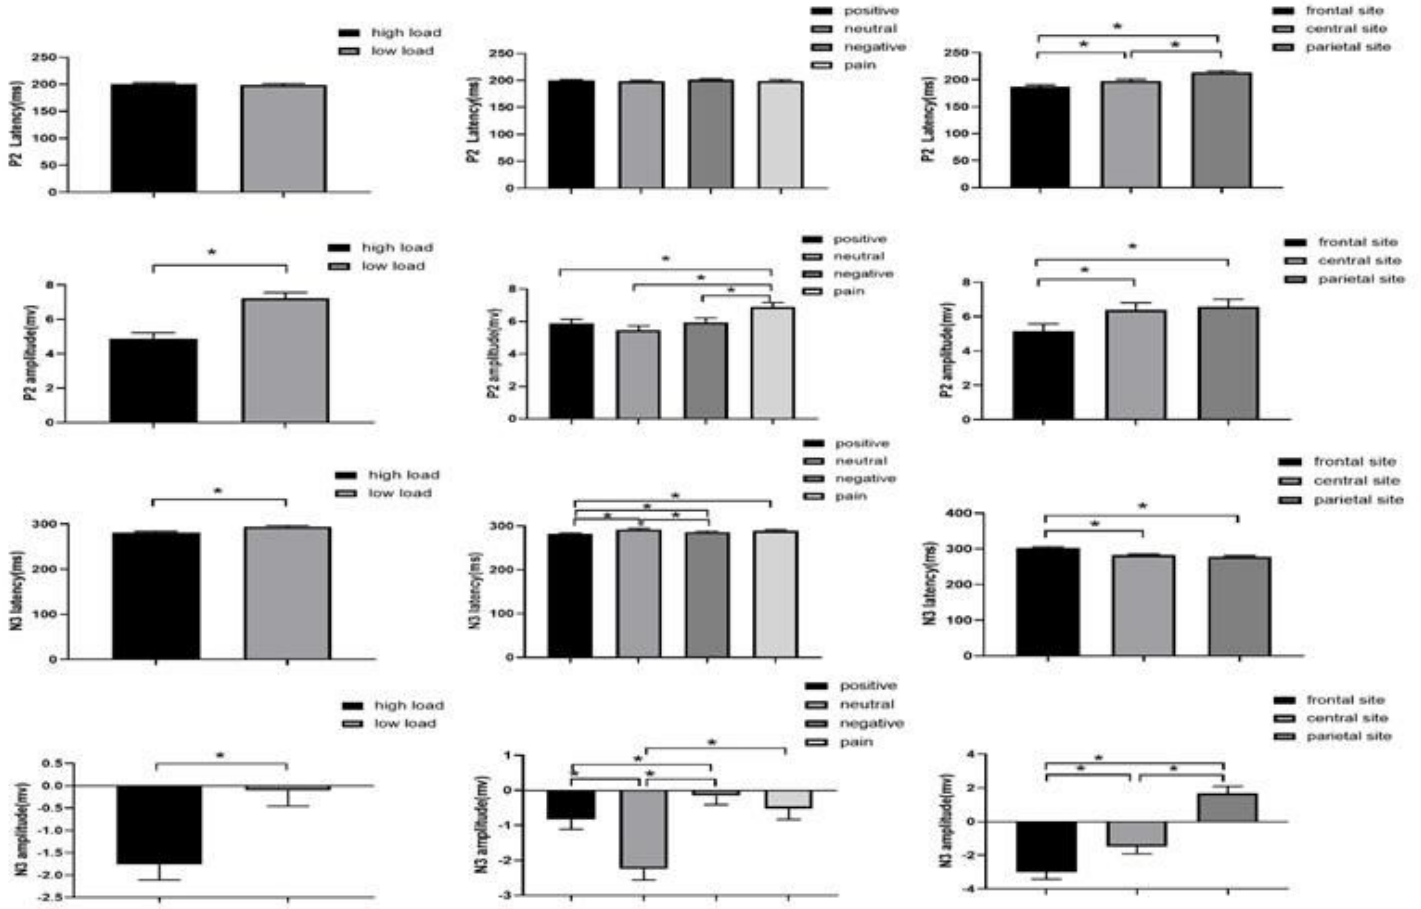 high load
low load
250
200
150
100
50
0
P2 Latency(ms)
positive
neutral
negative
pain
250
200
150
100
50
0
P2 Latency(ms)
frontal site
central site
parietal site
*
* *
250
200
150
100
50
0
P2 Latency(ms)
high load
low load
*
8
6
4
2
0
P2 amplitude(mv)
positive
neutral
negative
pain
*
*
*
8
6
4
2
0
P2 amplitude(mv)
frontal site
central site
parietal site
*
*
8
6
4
2
0
P2 amplitude(mv)
high load
low load
*
300
200
100
0
N3 latency(ms)
positive
neutral
negative
pain
*
*
* * *
300
200
100
0
N3 latency(ms)
frontal site
central site
parietal site
*
*
400
300
200
100
0
N3 latency(ms)
high load
low load
*
0.5
0.0
-0.5
-1.0
-1.5
-2.0
-2.5
N3 amplitude(mv)
positive
neutral
negative
pain
*
*
* *
1
0
-1
-2
-3
N3 amplitude(mv)
frontal site
central site
parietal site
*
* *
4
2
0
-2
-4
N3 amplitude(mv)